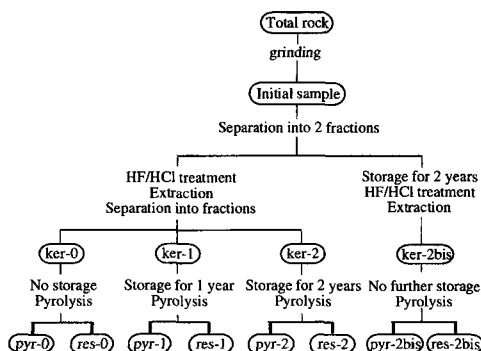 Total rock
grinding
Initial sample
Separation into 2 fractions
HF/HCl treatment
Extraction
Separation into fractions
Storage for 2 years
HF/HCl treatment
Extraction
ker-0 ker-1 ker-2 ker-2bis
No storage Storage for 1 year Storage for 2 years No further storage
Pyrolysis Pyrolysis Pyrolysis Pyrolysis
pyr-0 res-0 pyr-1 res-1 pyr-2 res-2 pyr-2bis res-2bis